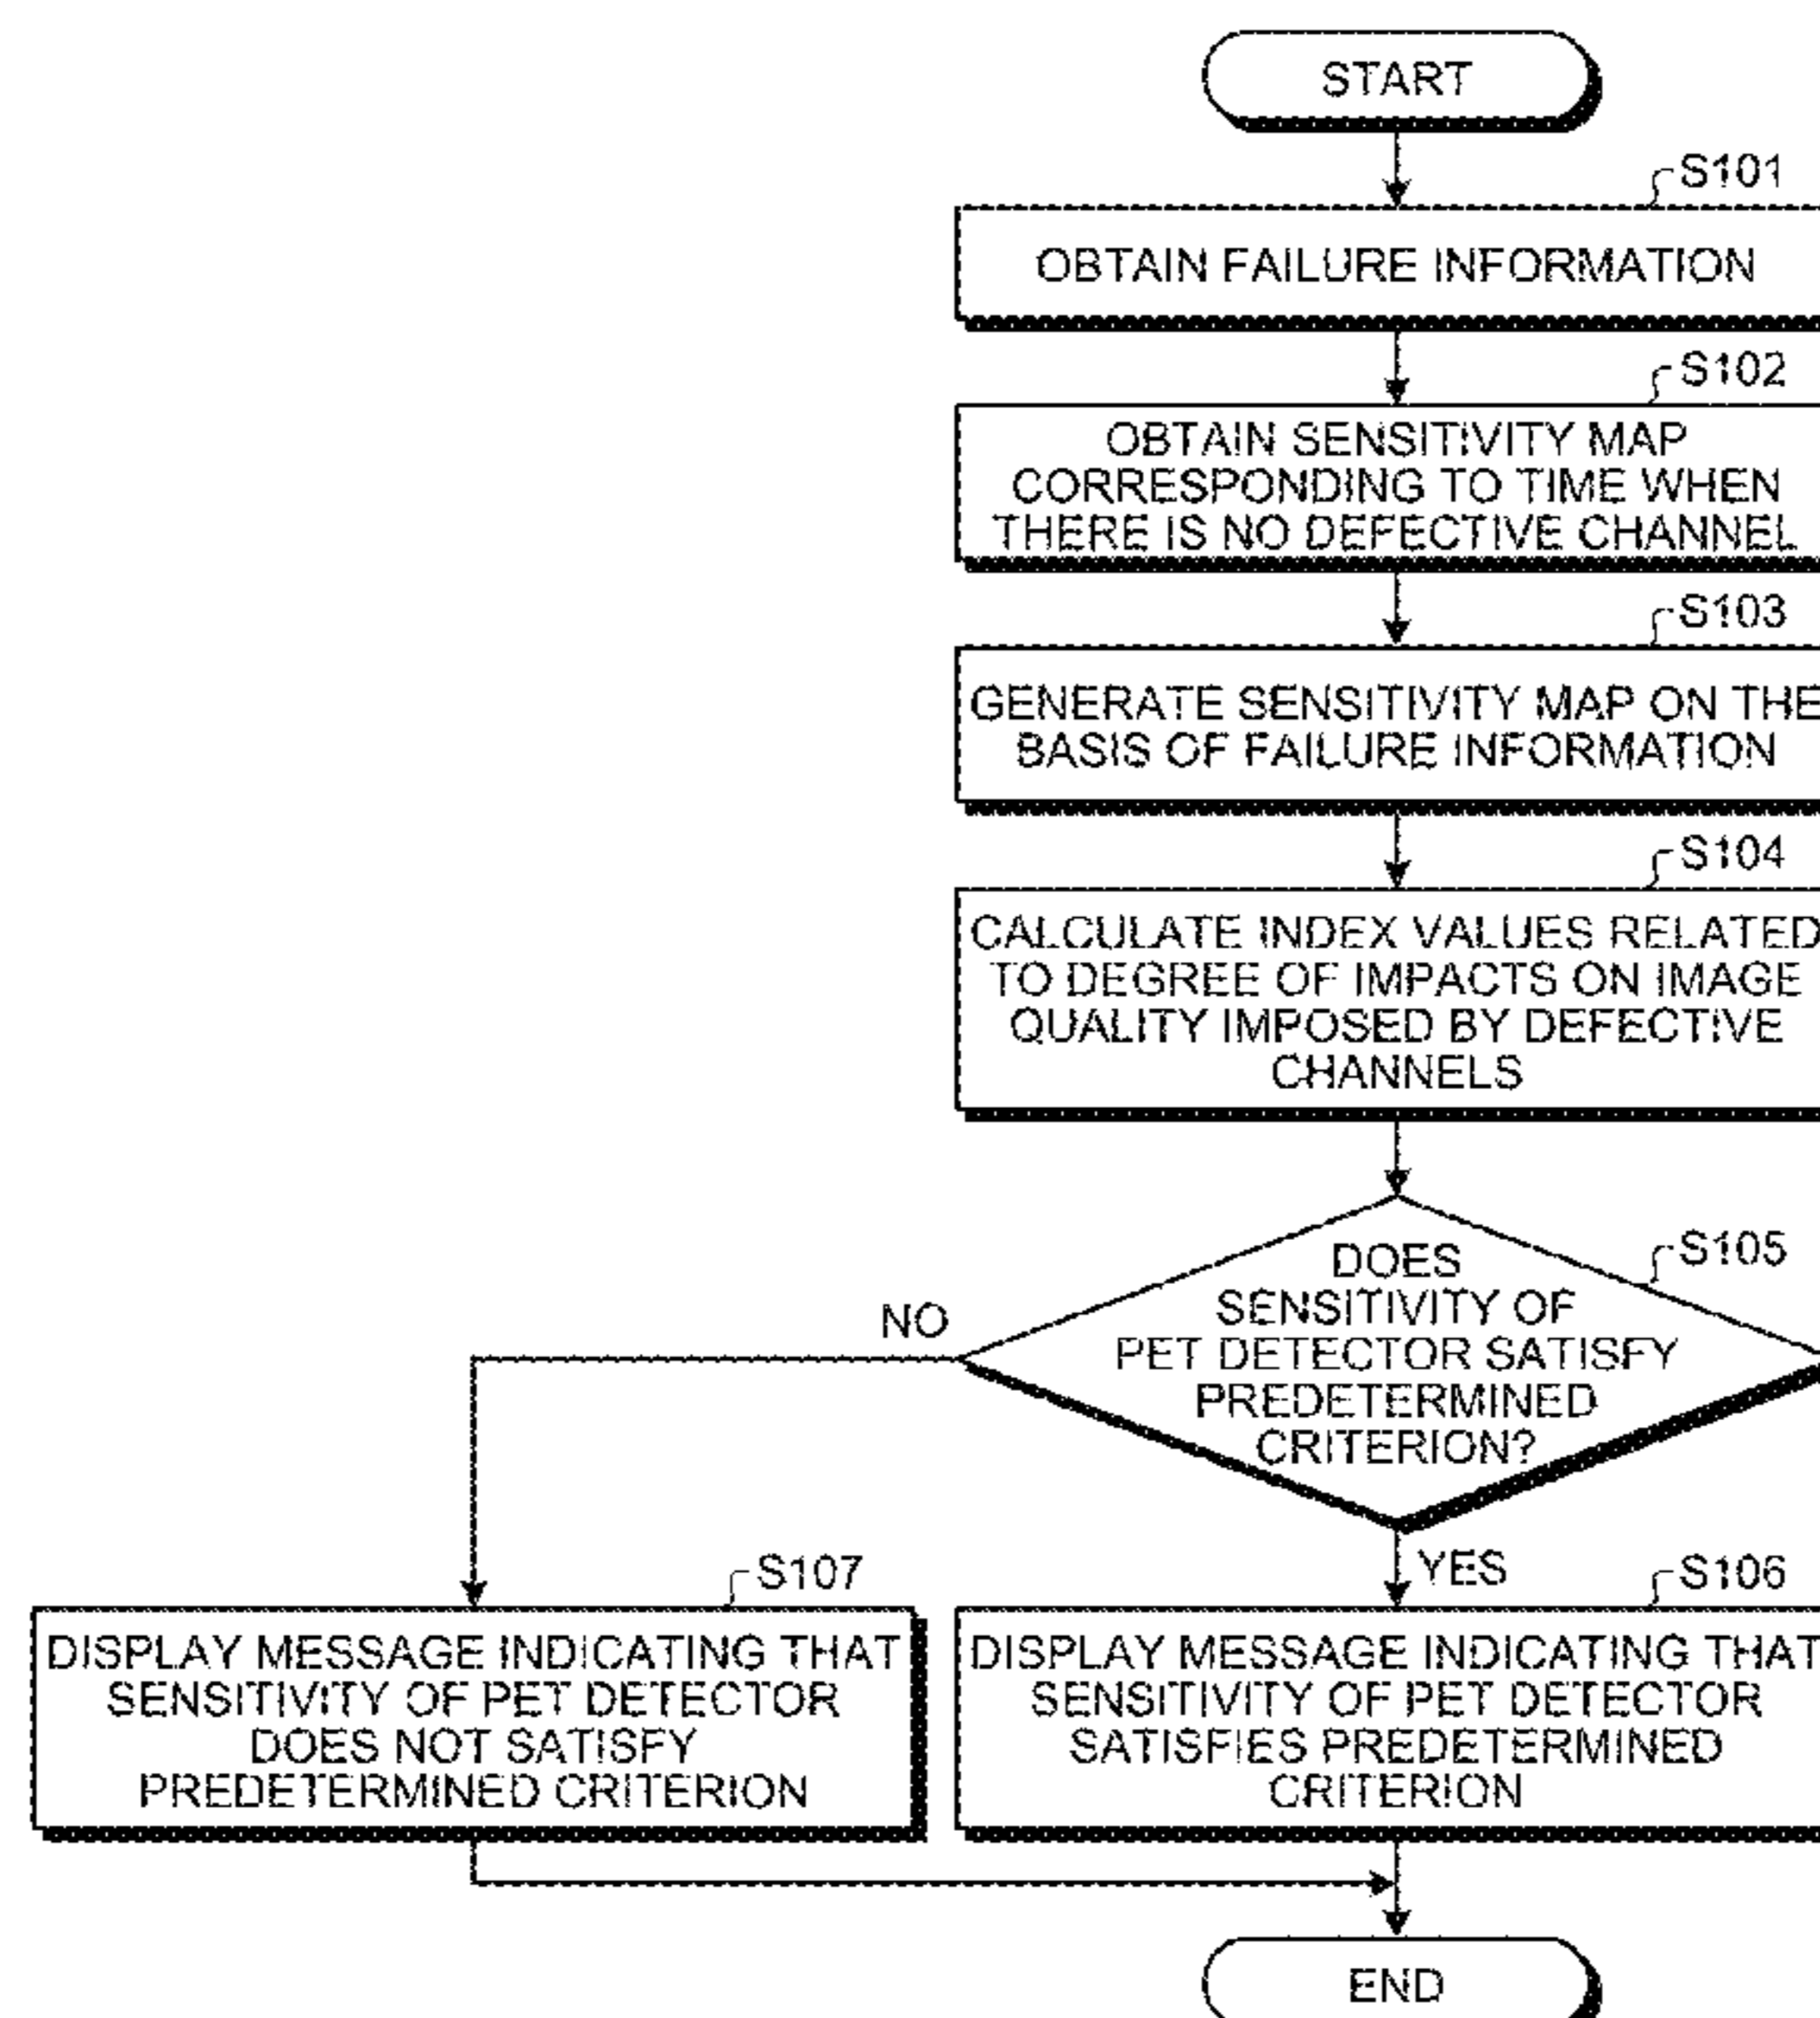 START
S101
OBTAIN FAILURE INFORMATION
S102
OBTAIN SENSITIVITY MAP
CORRESPONDING TO TIME WHEN
THERE IS NO DEFECTIVE CHANNEL
S103
GENERATE SENSITIVITY MAP ON THE
BASIS OF FAILURE INFORMATION
S104
CALCULATE INDEX VALUES RELATED
TO DEGREE OF IMPACTS ON IMAGE
QUALITY IMPOSED BY DEFECTIVE
CHANNELS
S105
DOES
SENSITIVITY OF
PET DETECTOR SATISFY
PREDETERMINED
CRITERION?
NO
YES
S107
DISPLAY MESSAGE INDICATING THAT
SENSITIVITY OF PET DETECTOR
DOES NOT SATISFY
PREDETERMINED CRITERION
S106
DISPLAY MESSAGE INDICATING THAT
SENSITIVITY OF PET DETECTOR
SATISFIES PREDETERMINED
CRITERION
END